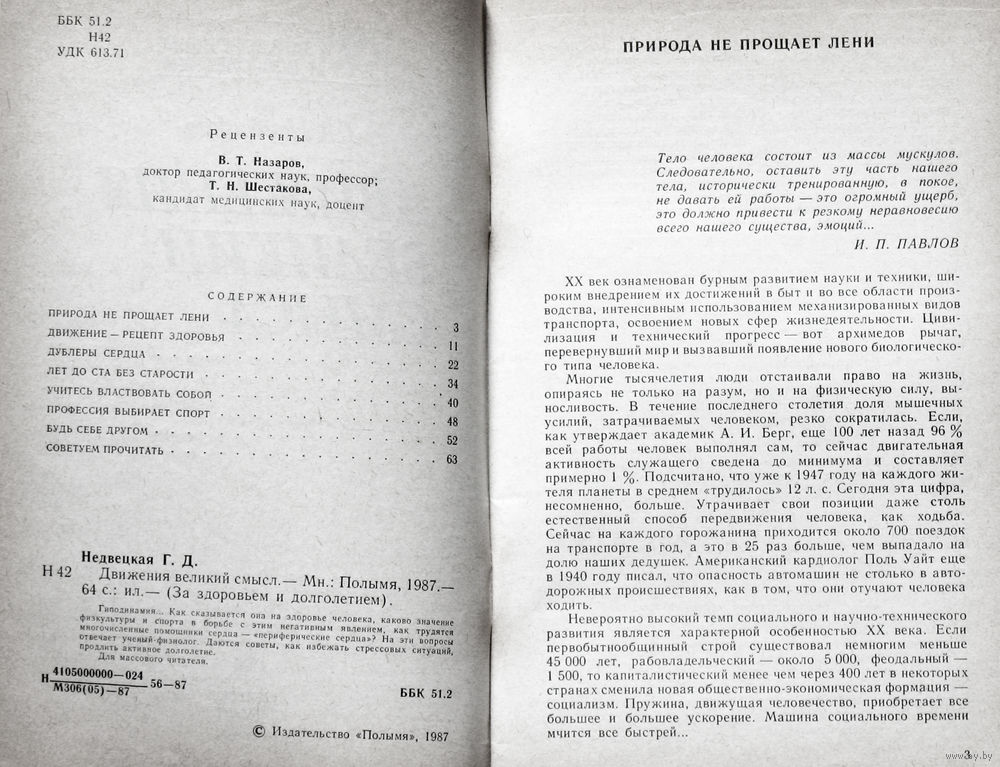 ББК 51.2
Н42
УДК 613.71
Рецензенты
В. Т. Назаров,
доктор педагогических наук, профессор;
Т. Н. Шестакова,
кандидат медицинских наук, доцент
СОДЕРЖАНИЕ
ПРИРОДА НЕ ПРОЩАЕТ ЛЕНИ . . . . . . . . . . . 3
ДВИЖЕНИЕ — РЕЦЕПТ ЗДОРОВЬЯ . . . . . . . . . . 11
ДУБЛЕРЫ СЕРДЦА . . . . . . . . . . . . . . 22
ЛЕТ ДО СТА БЕЗ СТАРОСТИ . . . . . . . . . . . . 34
УЧИТЕСЬ ВЛАСТВОВАТЬ СОБОЙ . . . . . . . . . . . 40
ПРОФЕССИЯ ВЫБИРАЕТ СПОРТ . . . . . . . . . . . 48
БУДЬ СЕБЕ ДРУГОМ . . . . . . . . . . . . . . 52
СОВЕТУЕМ ПРОЧИТАТЬ . . . . . . . . . . . . . 63
Недвецкая Г. Д.
Н 42 Движения великий смысл.— Мн.: Полымя, 1987.—
64 с.: ил.— (За здоровьем и долголетием).
Гиподинамия... Как сказывается она на здоровье человека, каково значение
физкультуры и спорта в борьбе с этим негативным явлением, как трудятся
многочисленные помощники сердца — «периферические сердца»? На эти вопросы
отвечает ученый-физиолог. Даются советы, как избежать стрессовых ситуаций,
продлить активное долголетие.
Для массового читателя.
Н 4105000000—024
М306(05)—87 56—87
ББК 51.2
© Издательство «Полымя», 1987
ПРИРОДА НЕ ПРОЩАЕТ ЛЕНИ
Тело человека состоит из массы мускулов.
Следовательно, оставить эту часть нашего
тела, исторически тренированную, в покое,
не давать ей работы — это огромный ущерб,
это должно привести к резкому неравновесию
всего нашего существа, эмоций...
И. П. ПАВЛОВ
XX век ознаменован бурным развитием науки и техники, ши-
роким внедрением их достижений в быт и во все области произ-
водства, интенсивным использованием механизированных видов
транспорта, освоением новых сфер жизнедеятельности. Циви-
лизация и технический прогресс — вот архимедов рычаг,
перевернувший мир и вызвавший появление нового биологическо-
го типа человека.
Многие тысячелетия люди отстаивали право на жизнь,
опираясь не только на разум, но и на физическую силу, вы-
носливость. В течение последнего столетия доля мышечных
усилий, затрачиваемых человеком, резко сократилась. Если,
как утверждает академик А. И. Берг, еще 100 лет назад 96 %
всей работы человек выполнял сам, то сейчас двигательная
активность служащего сведена до минимума и составляет
примерно 1 %. Подсчитано, что уже к 1947 году на каждого жи-
теля планеты в среднем «трудилось» 12 л. с. Сегодня эта цифра,
несомненно, больше. Утрачивает свои позиции даже столь
естественный способ передвижения человека, как ходьба.
Сейчас на каждого горожанина приходится около 700 поездок
на транспорте в год, а это в 25 раз больше, чем выпадало на
долю наших дедушек. Американский кардиолог Поль Уайт еще
в 1940 году писал, что опасность автомашин не столько в авто-
дорожных происшествиях, как в том, что они отучают человека
ходить.
Невероятно высокий темп социального и научно-технического
развития является характерной особенностью XX века. Если
первобытнообщинный строй существовал немногим меньше
45 000 лет, рабовладельческий — около 5 000, феодальный —
1 500, то капиталистический менее чем через 400 лет в некоторых
странах сменила новая общественно-экономическая формация —
социализм. Пружина, движущая человечество, приобретает все
большее и большее ускорение. Машина социального времени
мчится все быстрей...
3
www.ay.by